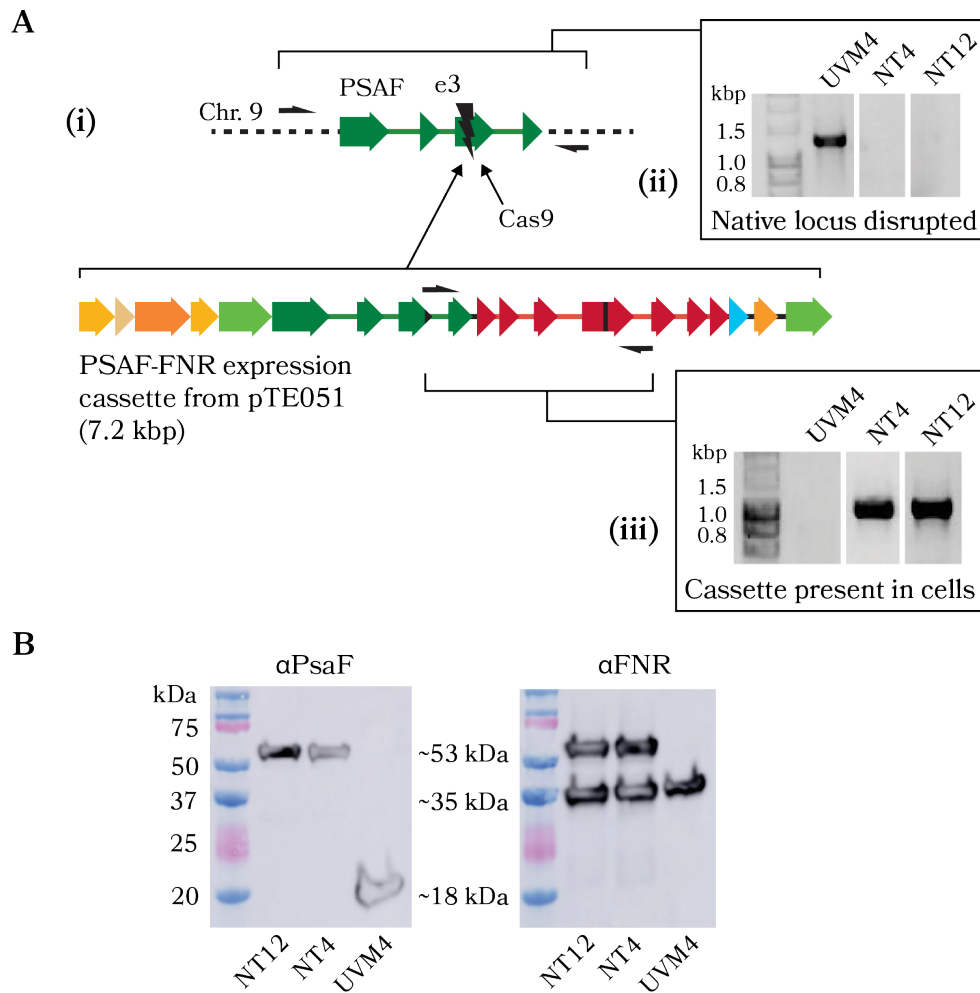 A
(i)
Chr. 9
PSAF
e3
Cas9
(ii)
kbp
UVM4
NT4
NT12
1.5
1.0
0.8
Native locus disrupted
PSAF-FNR expression
cassette from pTE051
(7.2 kbp)
(iii)
kbp
UVM4
NT4
NT12
1.5
1.0
0.8
Cassette present in cells
B
αPsaF
αFNR
kDa
75
50
37
25
20
~53 kDa
~35 kDa
~18 kDa
NT12
NT4
UVM4
NT12
NT4
UVM4